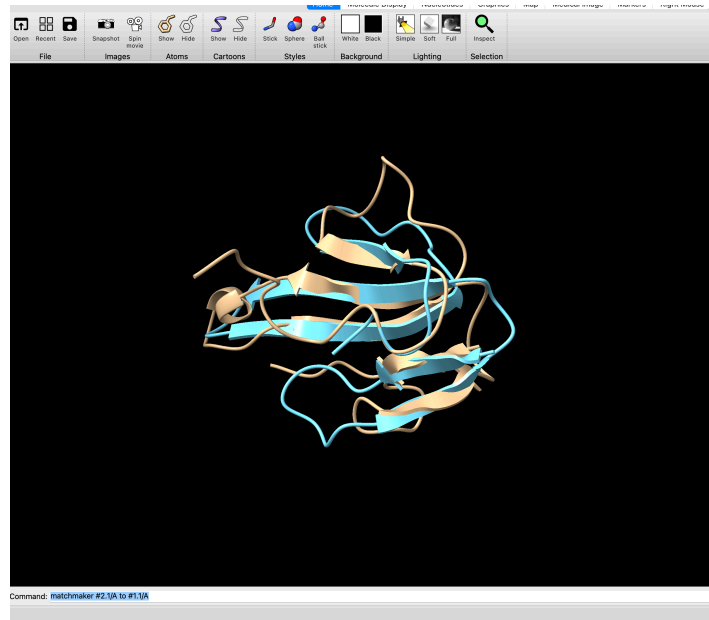 Home Molecule Display Nucleotides Graphics Map Medical Image Markers Right Mouse
Open Recent Save Snapshot Spin movie Show Hide Show Hide Stick Sphere Ball stick White Black Simple Soft Full Inspect
File Images Atoms Cartoons Styles Background Lighting Selection
Command: matchmaker #2.1/A to #1.1/A